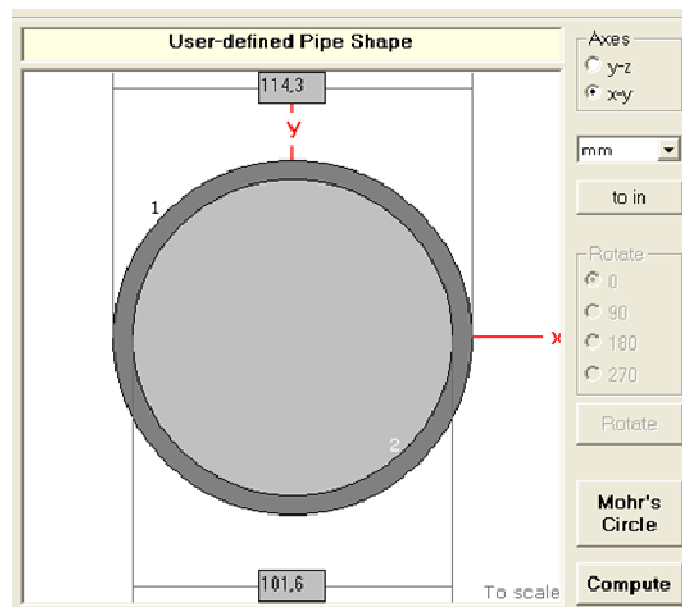 User-defined Pipe Shape
114.3
y
1
x
2
101.6
To scale
Axes
y-z
x-y
mm
to in
Rotate
0
90
180
270
Rotate
Mohr's
Circle
Compute